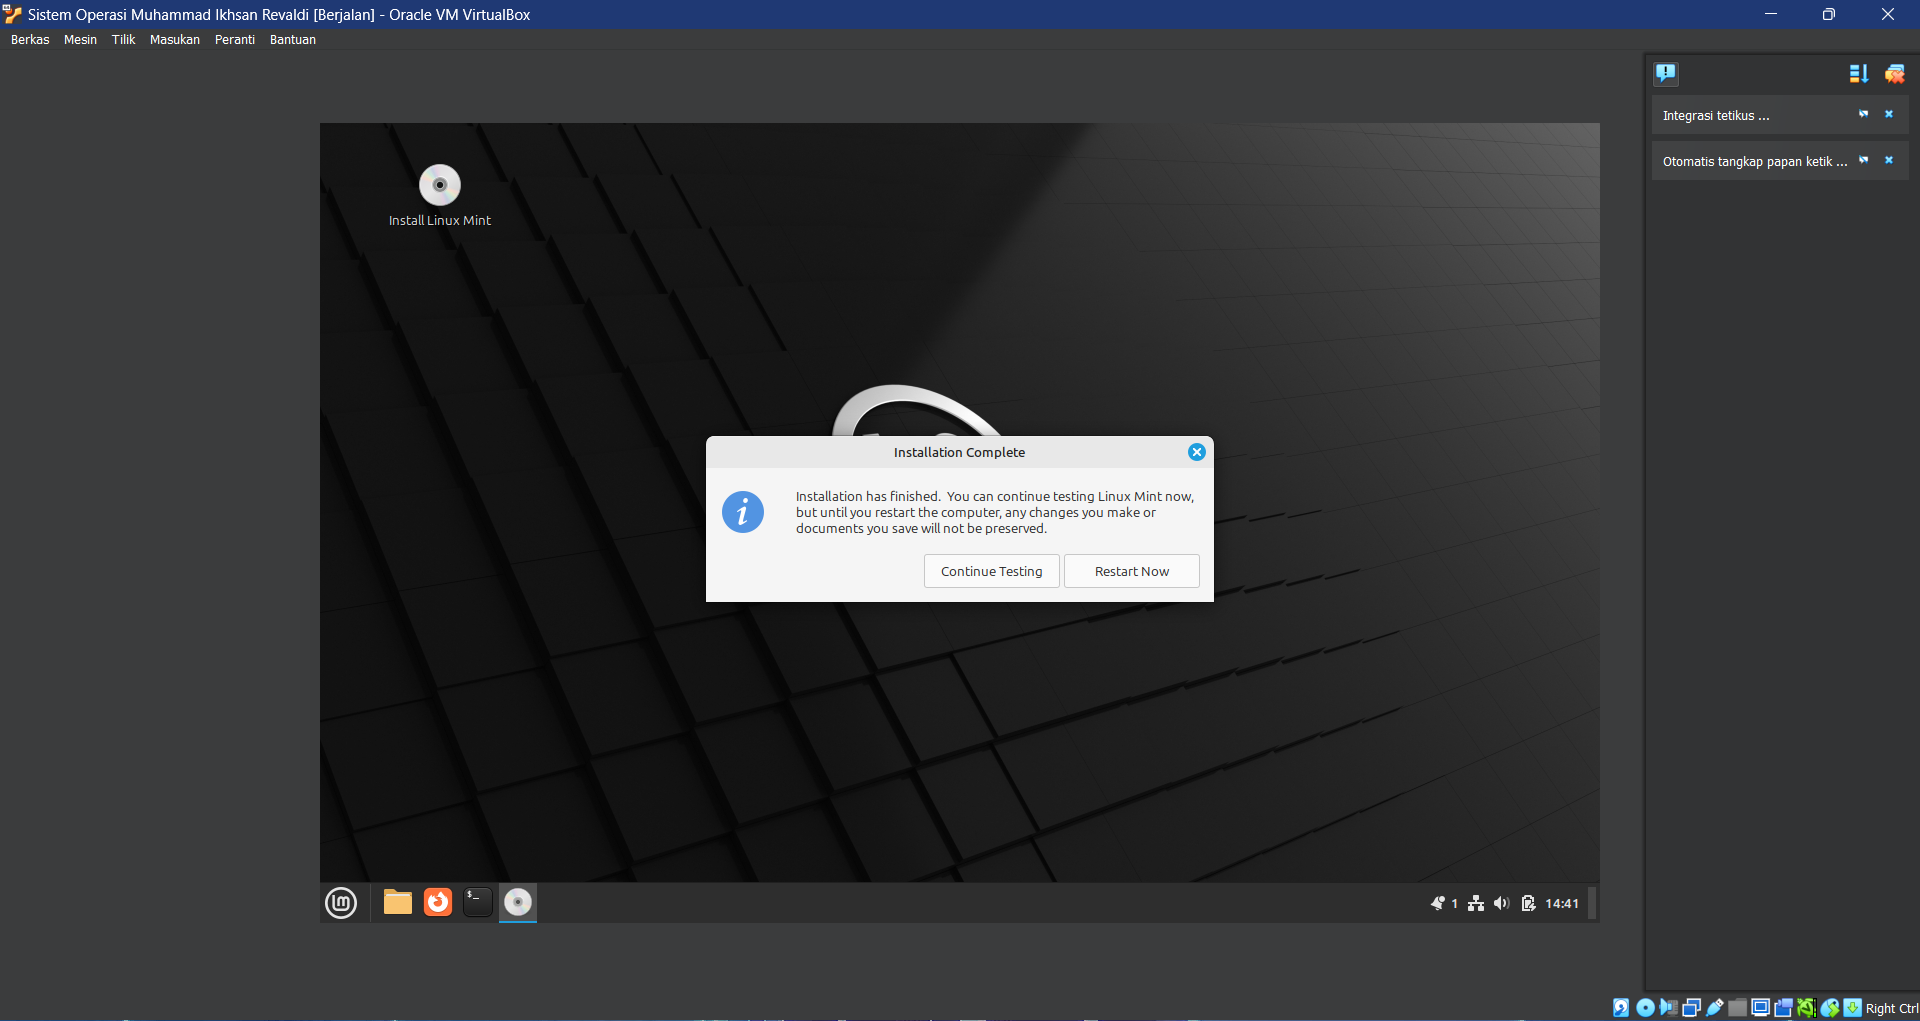 Sistem Operasi Muhammad Ikhsan Revaldi [Berjalan] - Oracle VM VirtualBox
Berkas Mesin Tilik Masukan Peranti Bantuan
Integrasi tetikus ...
Otomatis tangkap papan ketik ...
Install Linux Mint
Installation Complete
Installation has finished. You can continue testing Linux Mint now,
but until you restart the computer, any changes you make or
documents you save will not be preserved.
Continue Testing Restart Now
1 14:41
Right Ctrl